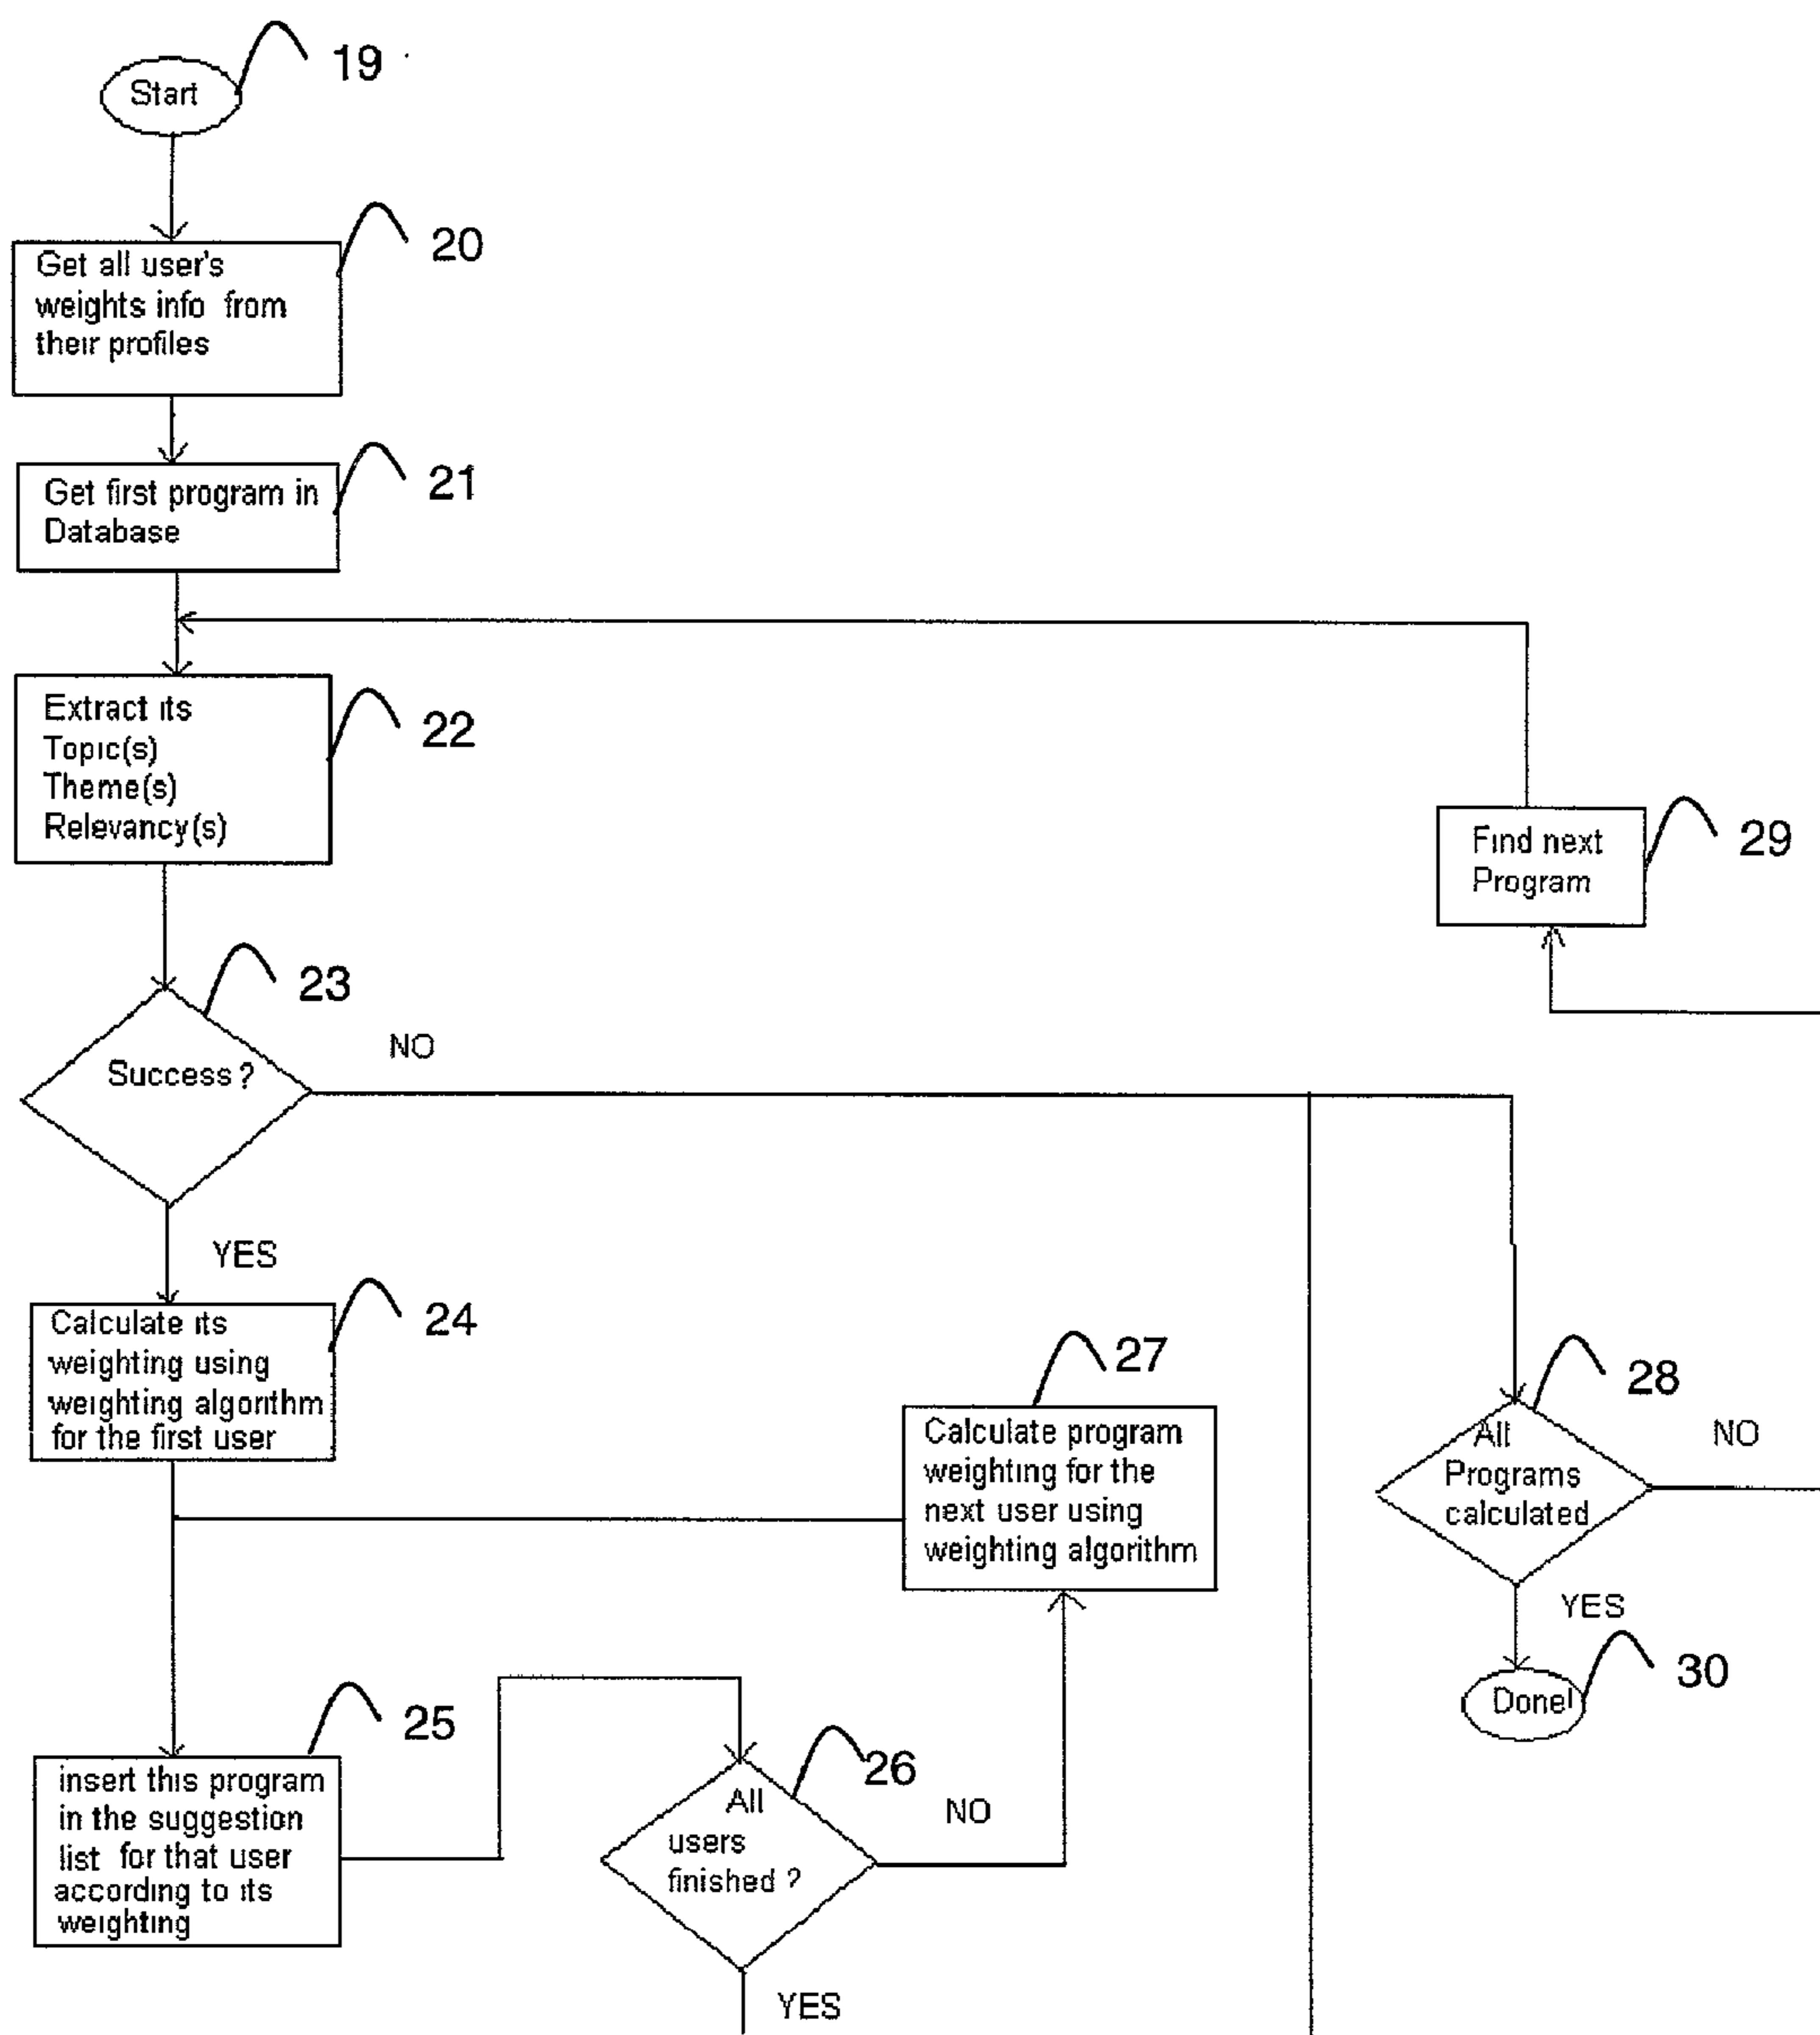 19
Start
20
Get all user's
weights info from
their profiles
21
Get first program in
Database
22
Extract its
Topic(s)
Theme(s)
Relevancy(s)
29
Find next
Program
23
Success?
NO
YES
24
Calculate its
weighting using
weighting algorithm
for the first user
27
Calculate program
weighting for the
next user using
weighting algorithm
28
All
Programs
calculated
NO
YES
30
Done!
25
insert this program
in the suggestion
list for that user
according to its
weighting
26
All
users
finished ?
NO
YES